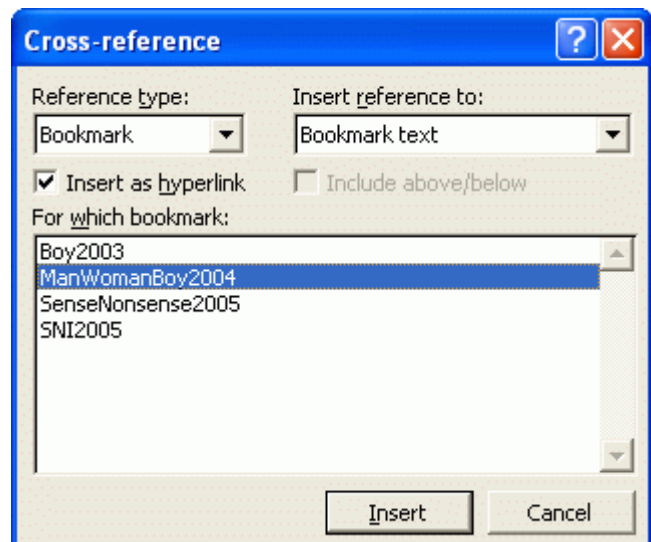 Cross-reference
Reference type: Insert reference to:
Bookmark Bookmark text
Insert as hyperlink Include above/below
For which bookmark:
Boy2003
ManWomanBoy2004
SenseNonsense2005
SNI2005
Insert Cancel